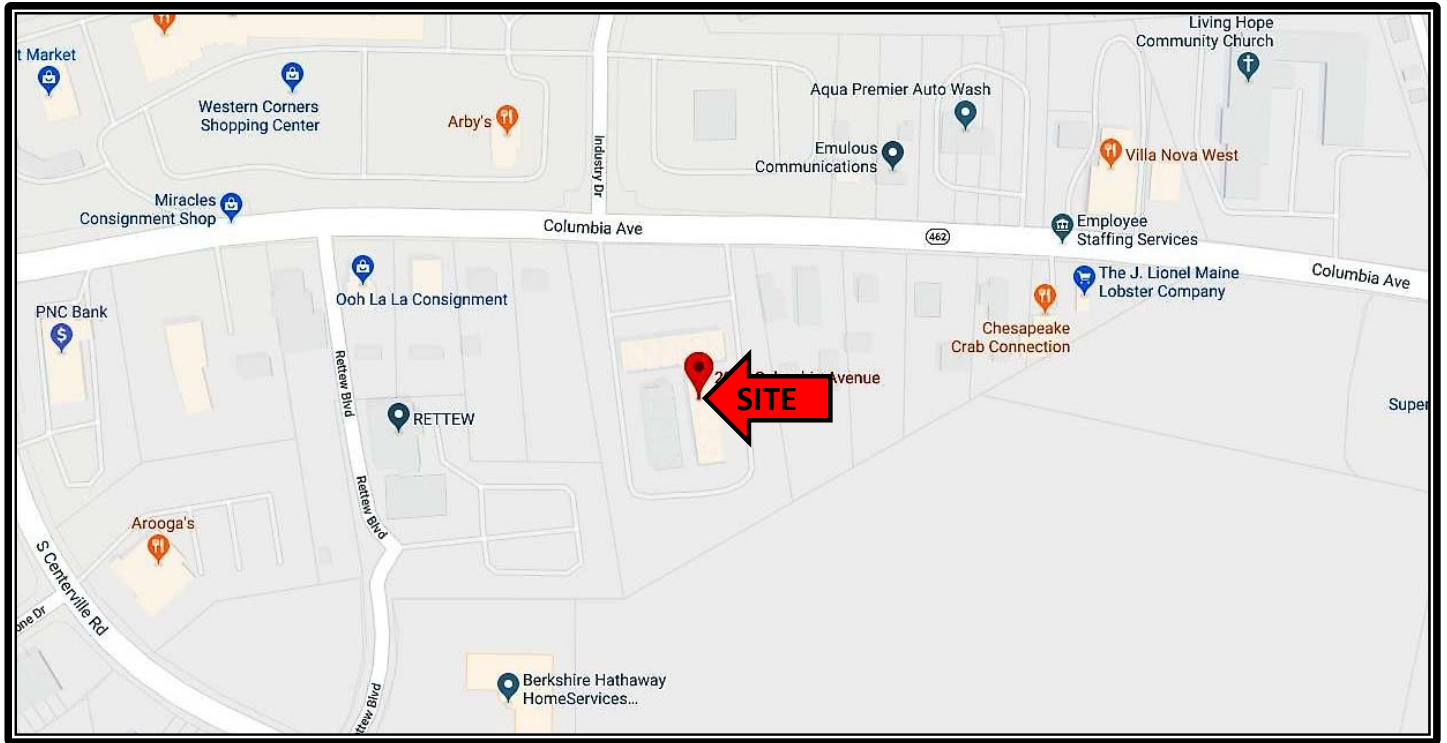 Living Hope
Community Church
t Market
Western Corners
Shopping Center
Arby's
Industry Dr
Aqua Premier Auto Wash
Emulous
Communications
Villa Nova West
Miracles
Consignment Shop
Columbia Ave
462
Employee
Staffing Services
The J. Lionel Maine
Lobster Company
Columbia Ave
Ooh La La Consignment
PNC Bank
$
Chesapeake
Crab Connection
Rettew Blvd
Avenue
SITE
Super
RETTEW
Rettew Blvd
Arooga's
S Centerville Rd
one Dr
Berkshire Hathaway
HomeServices...
ttew Blvd